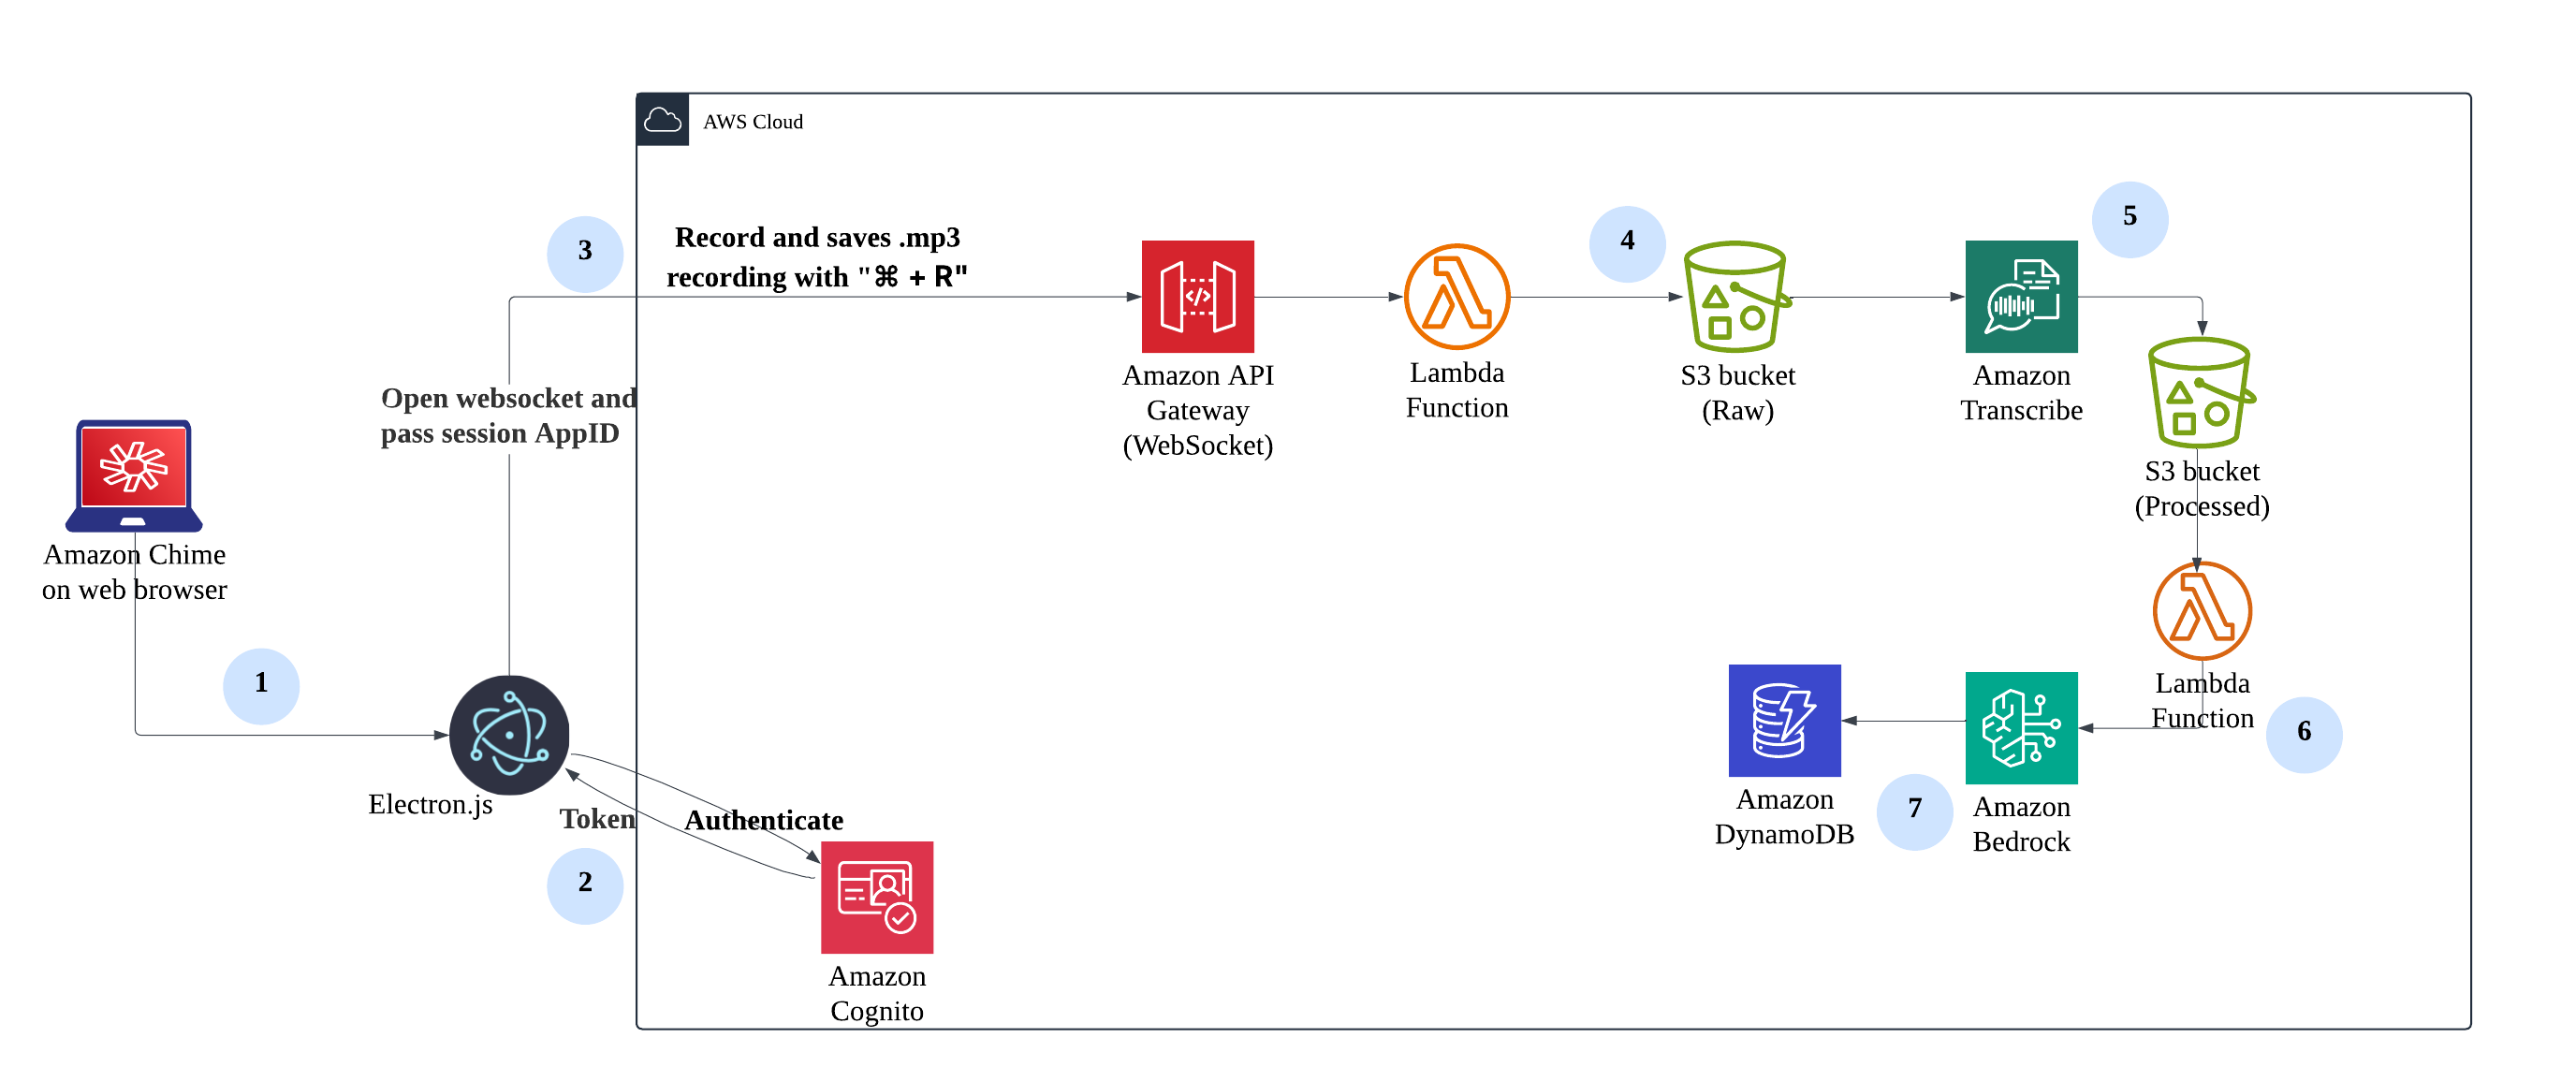 AWS Cloud
3
Record and saves .mp3
recording with "⌘ + R"
4
5
Amazon API
Gateway
(WebSocket)
Lambda
Function
S3 bucket
(Raw)
Amazon
Transcribe
Open websocket and
pass session AppID
S3 bucket
(Processed)
Amazon Chime
on web browser
1
Electron.js
Token
Authenticate
2
Amazon
Cognito
Lambda
Function
6
Amazon
DynamoDB
7
Amazon
Bedrock